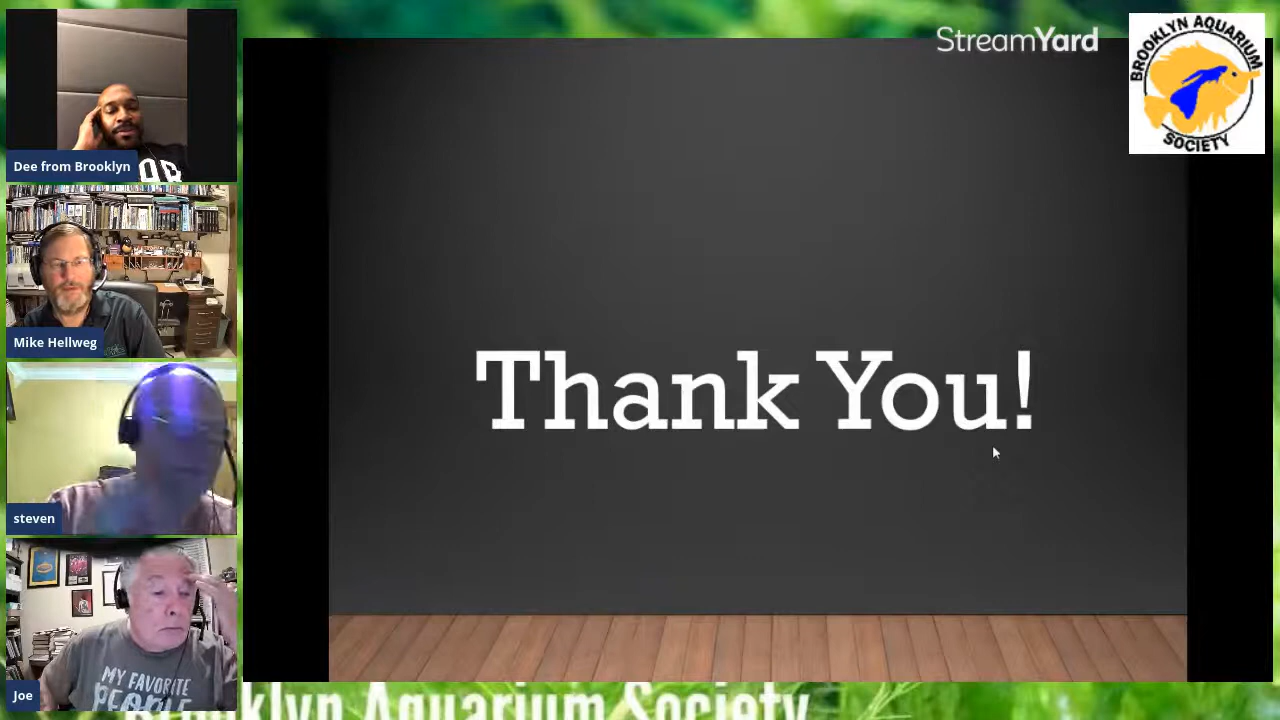 StreamYard
BROOKLYN AQUARIUM
SOCIETY
Dee from Brooklyn
Mike Hellweg
Thank You!
steven
MY FAVORITE
PEOPLE
Joe
Brooklyn Aquarium Society